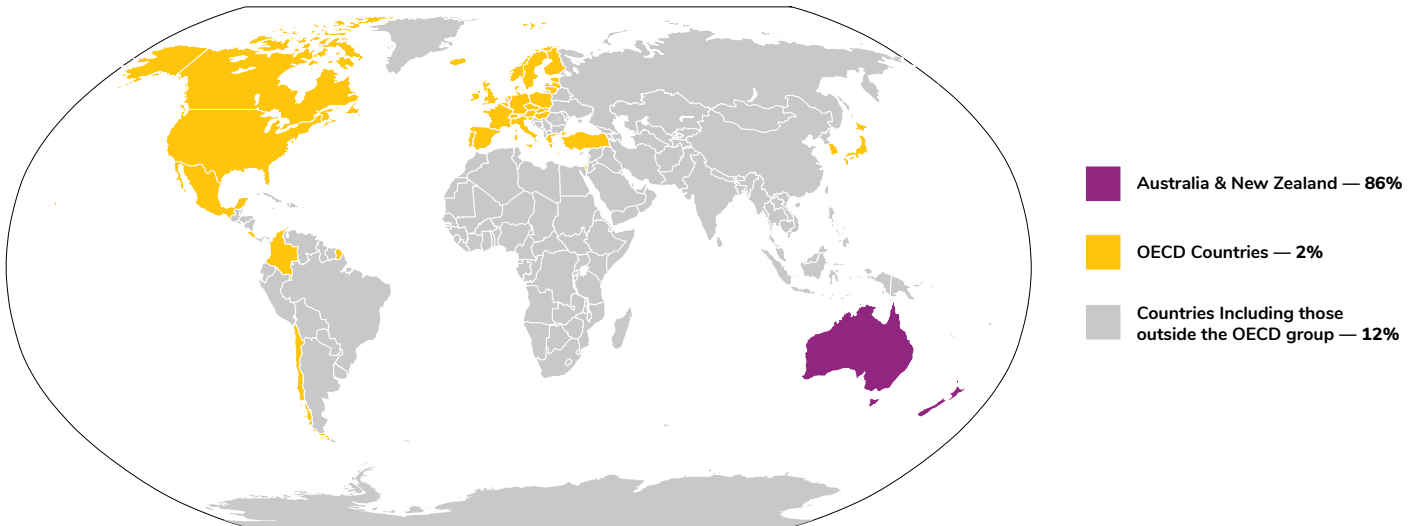 Australia & New Zealand — 86%
OECD Countries — 2%
Countries Including those
outside the OECD group — 12%